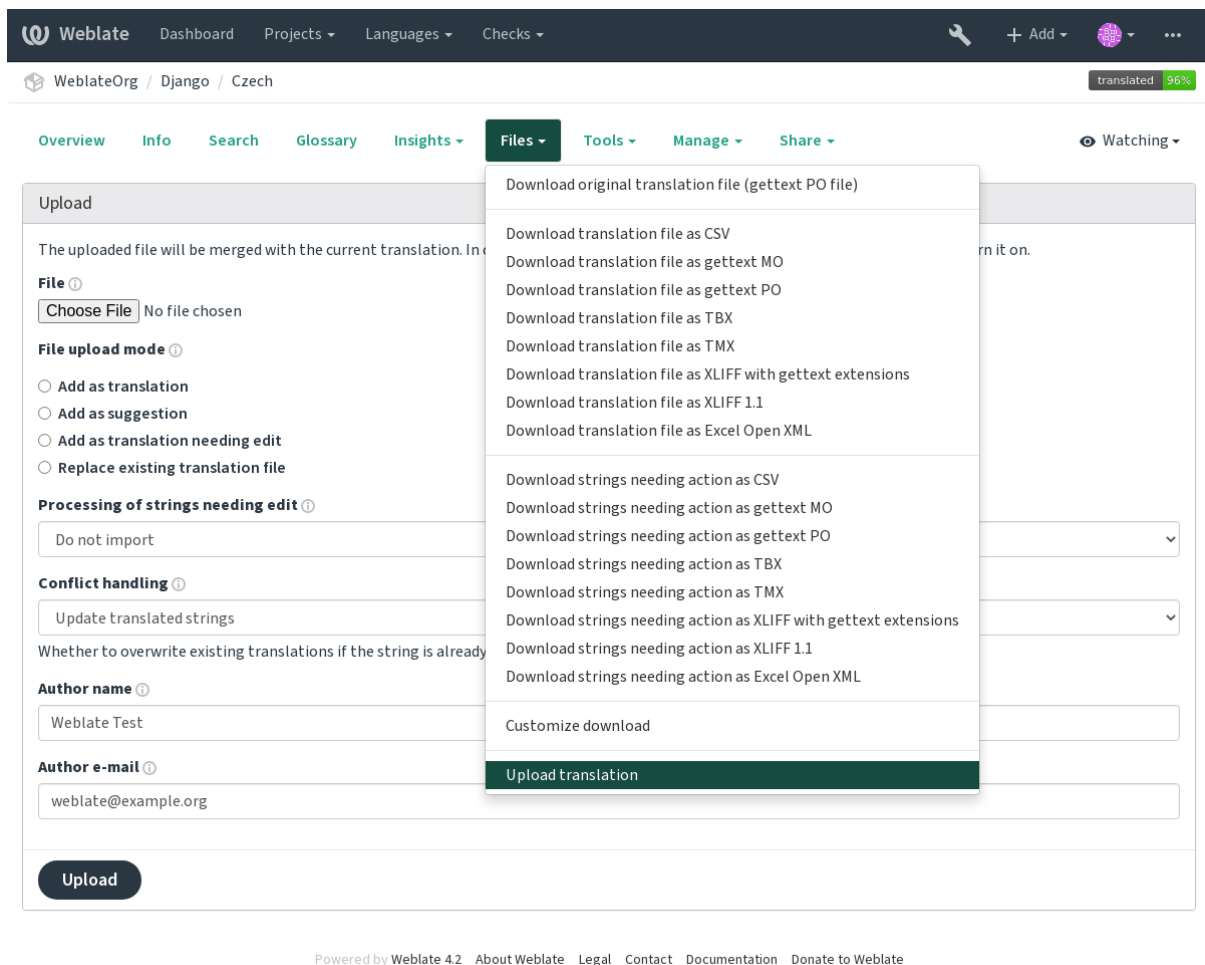 Weblate Dashboard Projects Languages Checks + Add
WeblateOrg / Django / Czech translated 96%
Overview Info Search Glossary Insights Files Tools Manage Share Watching
Download original translation file (gettext PO file)
Upload
Download translation file as CSV
The uploaded file will be merged with the current translation. In rn it on.
Download translation file as gettext MO
File
Download translation file as gettext PO
Choose File No file chosen
Download translation file as TBX
File upload mode
Download translation file as TMX
Download translation file as XLIFF with gettext extensions
Add as translation
Download translation file as XLIFF 1.1
Add as suggestion
Download translation file as Excel Open XML
Add as translation needing edit
Replace existing translation file
Download strings needing action as CSV
Processing of strings needing edit
Download strings needing action as gettext MO
Do not import
Download strings needing action as gettext PO
Download strings needing action as TBX
Conflict handling
Download strings needing action as TMX
Update translated strings
Download strings needing action as XLIFF with gettext extensions
Whether to overwrite existing translations if the string is already
Download strings needing action as XLIFF 1.1
Download strings needing action as Excel Open XML
Author name
Weblate Test
Customize download
Author e-mail
Upload translation
weblate@example.org
Upload
Powered by Weblate 4.2 About Weblate Legal Contact Documentation Donate to Weblate